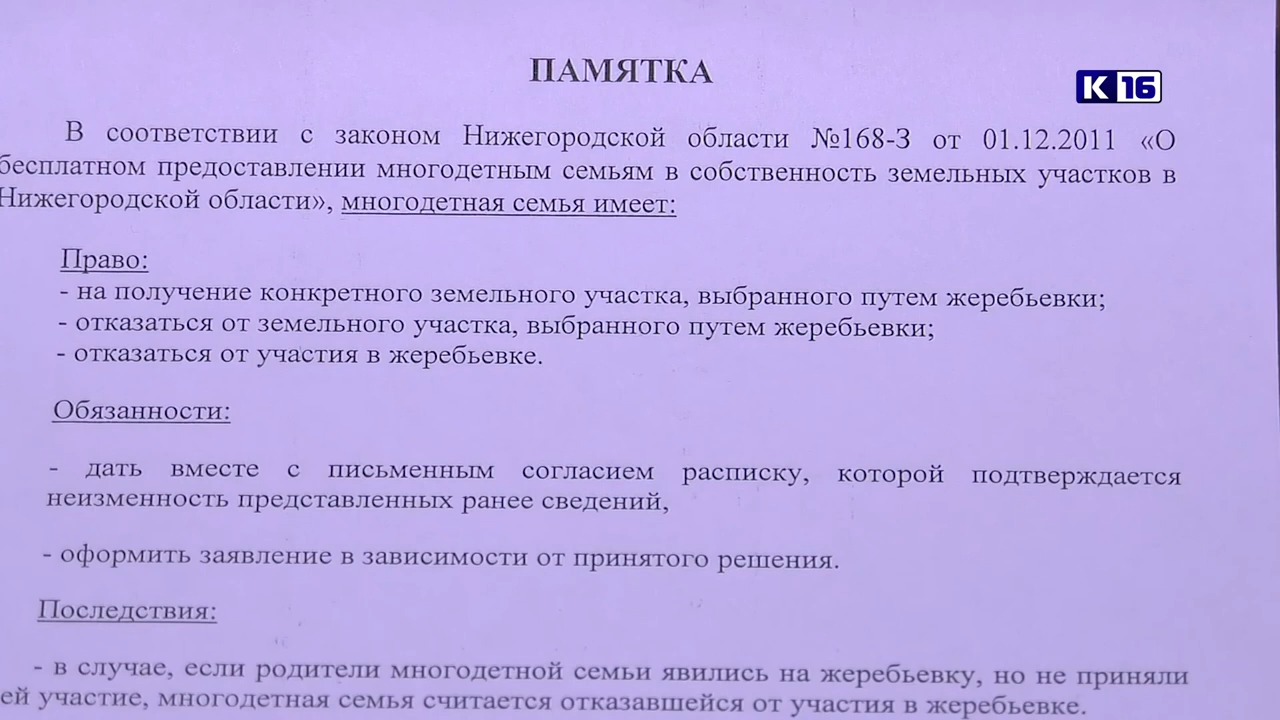 ПАМЯТКА
К 16
В соответствии с законом Нижегородской области №168-З от 01.12.2011 «О
бесплатном предоставлении многодетным семьям в собственность земельных участков в
Нижегородской области», многодетная семья имеет:
Право:
- на получение конкретного земельного участка, выбранного путем жеребьевки;
- отказаться от земельного участка, выбранного путем жеребьевки;
- отказаться от участия в жеребьевке.
Обязанности:
- дать вместе с письменным согласием расписку, которой подтверждается
неизменность представленных ранее сведений,
- оформить заявление в зависимости от принятого решения.
Последствия:
- в случае, если родители многодетной семьи явились на жеребьевку, но не приняли
ей участие, многодетная семья считается отказавшейся от участия в жеребьевке.